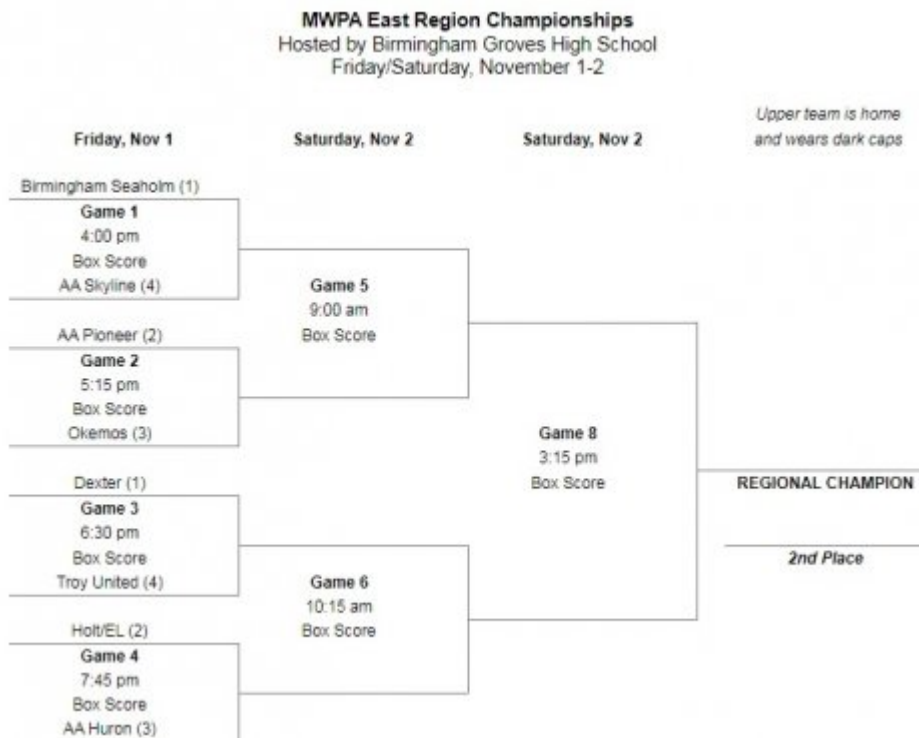 MWPA East Region Championships
Hosted by Birmingham Groves High School
Friday/Saturday, November 1-2
Upper team is home
and wears dark caps
Friday, Nov 1
Saturday, Nov 2
Saturday, Nov 2
Birmingham Seaholm (1)
Game 1
4:00 pm
Box Score
AA Skyline (4)
Game 5
9:00 am
Box Score
AA Pioneer (2)
Game 2
5:15 pm
Box Score
Okemos (3)
Game 8
3:15 pm
Box Score
REGIONAL CHAMPION
2nd Place
Dexter (1)
Game 3
6:30 pm
Box Score
Troy United (4)
Game 6
10:15 am
Box Score
Holt/EL (2)
Game 4
7:45 pm
Box Score
AA Huron (3)